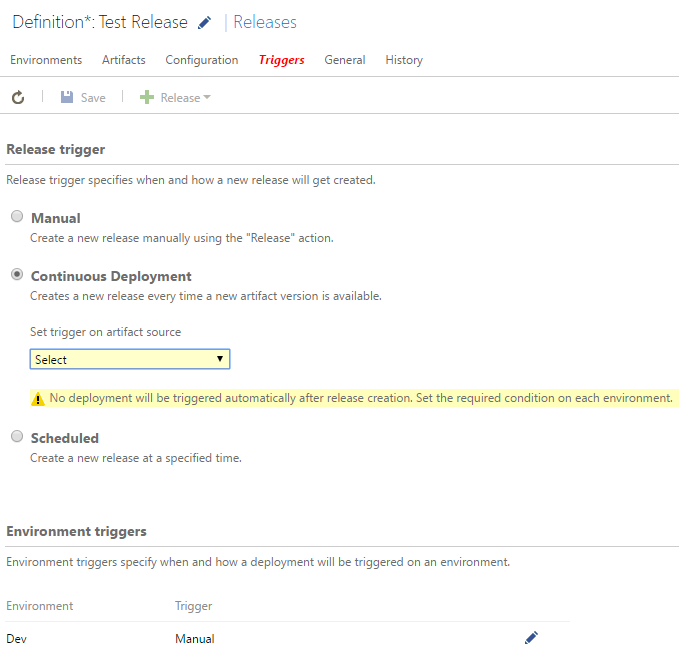 Definition*: Test Release | Releases
Environments Artifacts Configuration Triggers General History
Save Release
Release trigger
Release trigger specifies when and how a new release will get created.
Manual
Create a new release manually using the "Release" action.
Continuous Deployment
Creates a new release every time a new artifact version is available.
Set trigger on artifact source
Select
No deployment will be triggered automatically after release creation. Set the required condition on each environment.
Scheduled
Create a new release at a specified time.
Environment triggers
Environment triggers specify when and how a deployment will be triggered on an environment.
Environment Trigger
Dev Manual